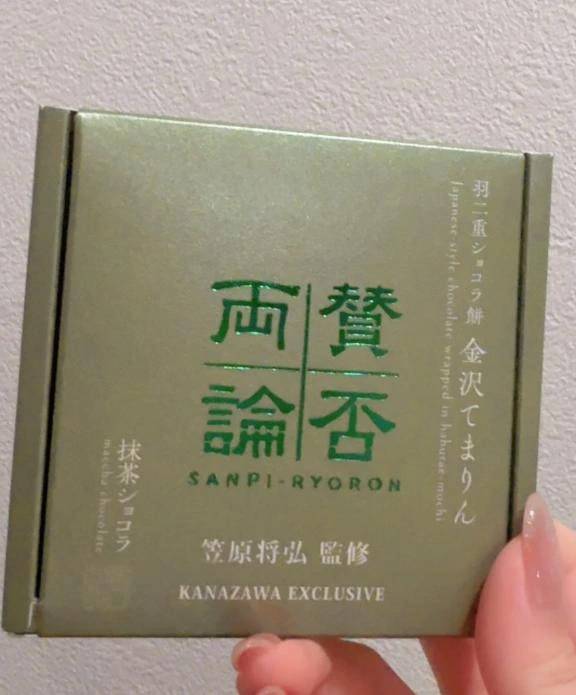 羽二重ショコラ餅 金沢てまりん
Japanese style chocolate wrapped in habutae mochi
賛否
両論
SANPI-RYORON
抹茶ショコラ
maccha chocolate
笠原将弘 監修
KANAZAWA EXCLUSIVE